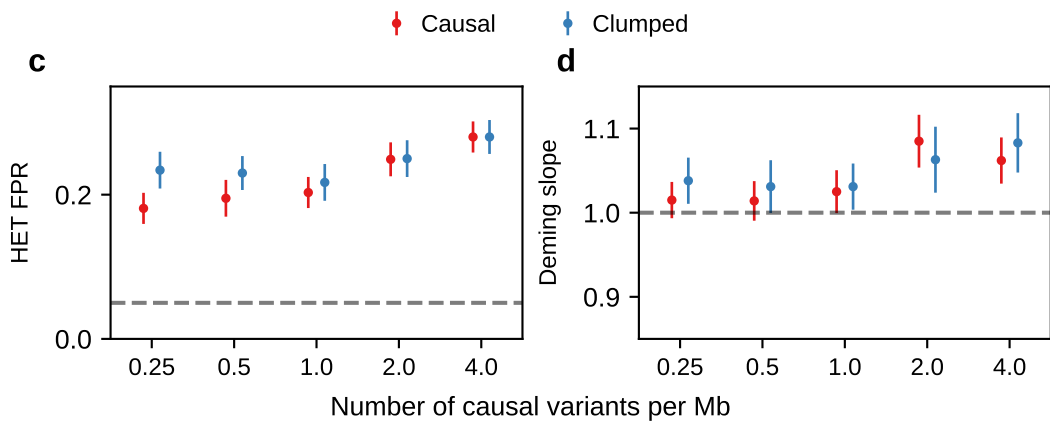 Causal Clumped
c
HET FPR
0.2
0.0
0.25 0.5 1.0 2.0 4.0
d
Deming slope
1.1
1.0
0.9
0.25 0.5 1.0 2.0 4.0
Number of causal variants per Mb